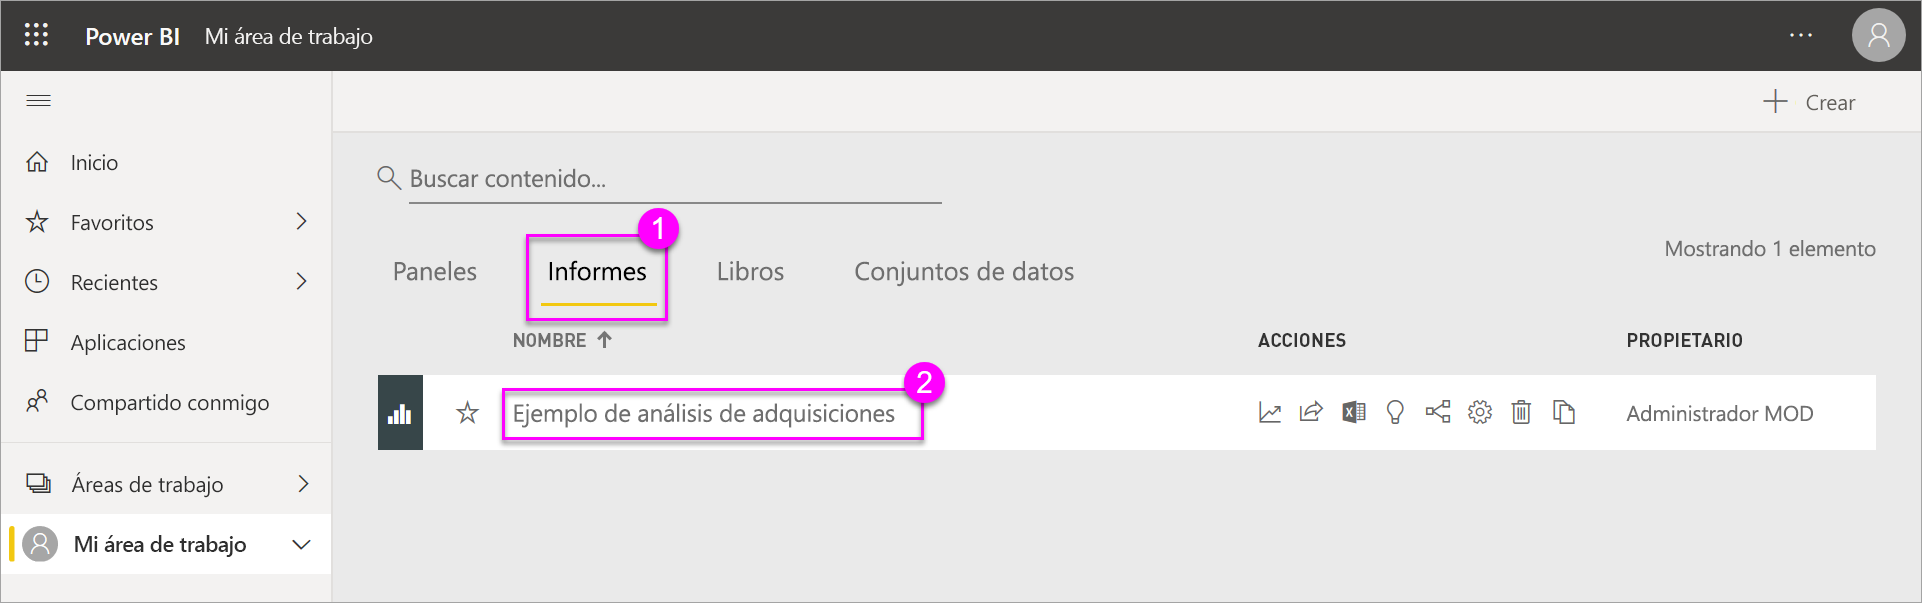 Power BI Mi área de trabajo ...
Crear
Inicio
Favoritos
Recientes
Aplicaciones
Compartido conmigo
Áreas de trabajo
Mi área de trabajo
Buscar contenido...
1
Paneles Informes Libros Conjuntos de datos
Mostrando 1 elemento
NOMBRE ACCIONES PROPIETARIO
2
Ejemplo de análisis de adquisiciones Administrador MOD